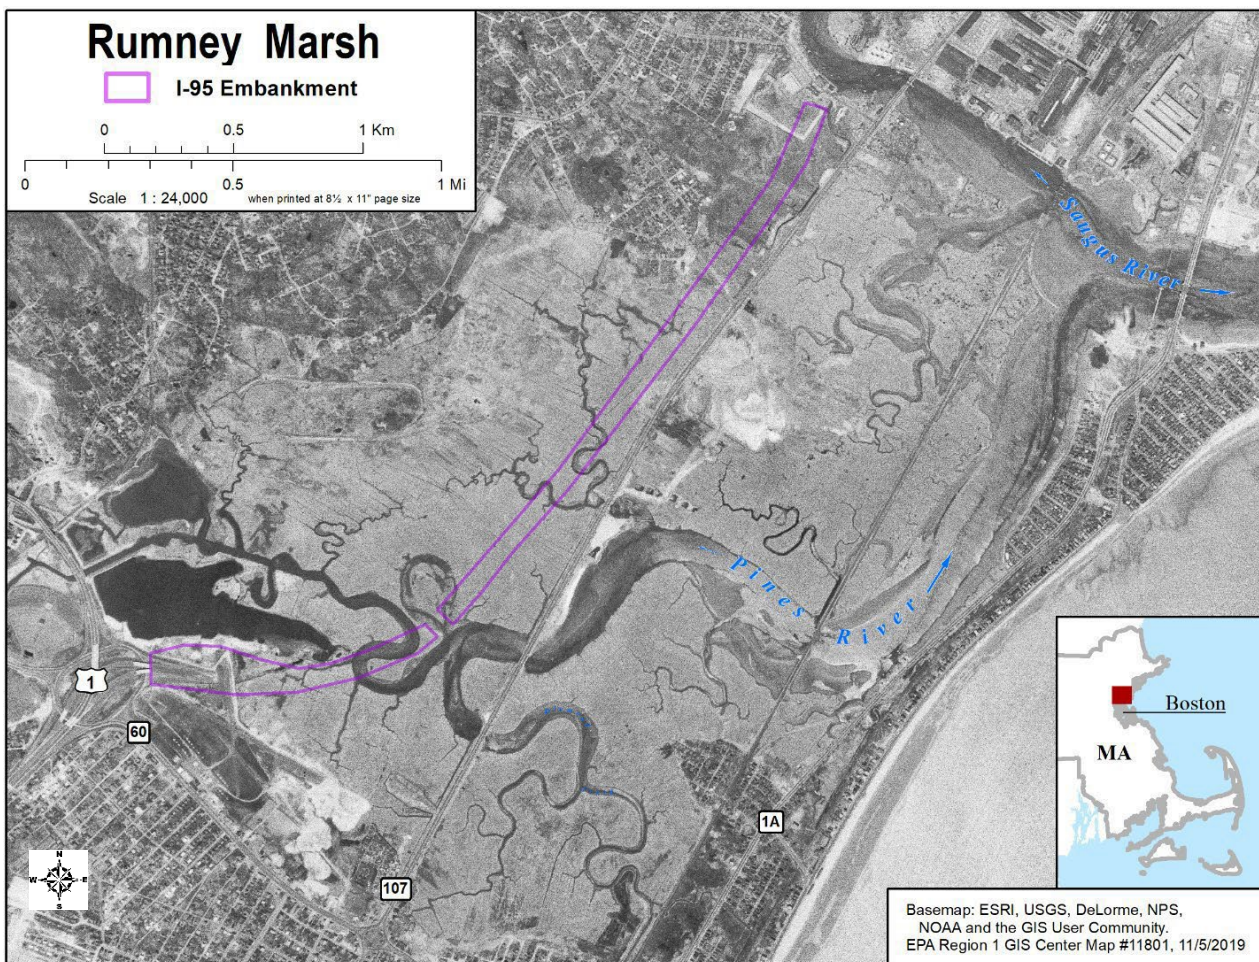 Rumney Marsh
I-95 Embankment
0 0.5 1 Km
0 0.5 1 Mi
Scale 1 : 24,000 when printed at 8½ x 11" page size
Saugus River
Pines River
1
60
107
1A
N
W E
S
Boston
MA
Basemap: ESRI, USGS, DeLorme, NPS,
NOAA and the GIS User Community.
EPA Region 1 GIS Center Map #11801, 11/5/2019